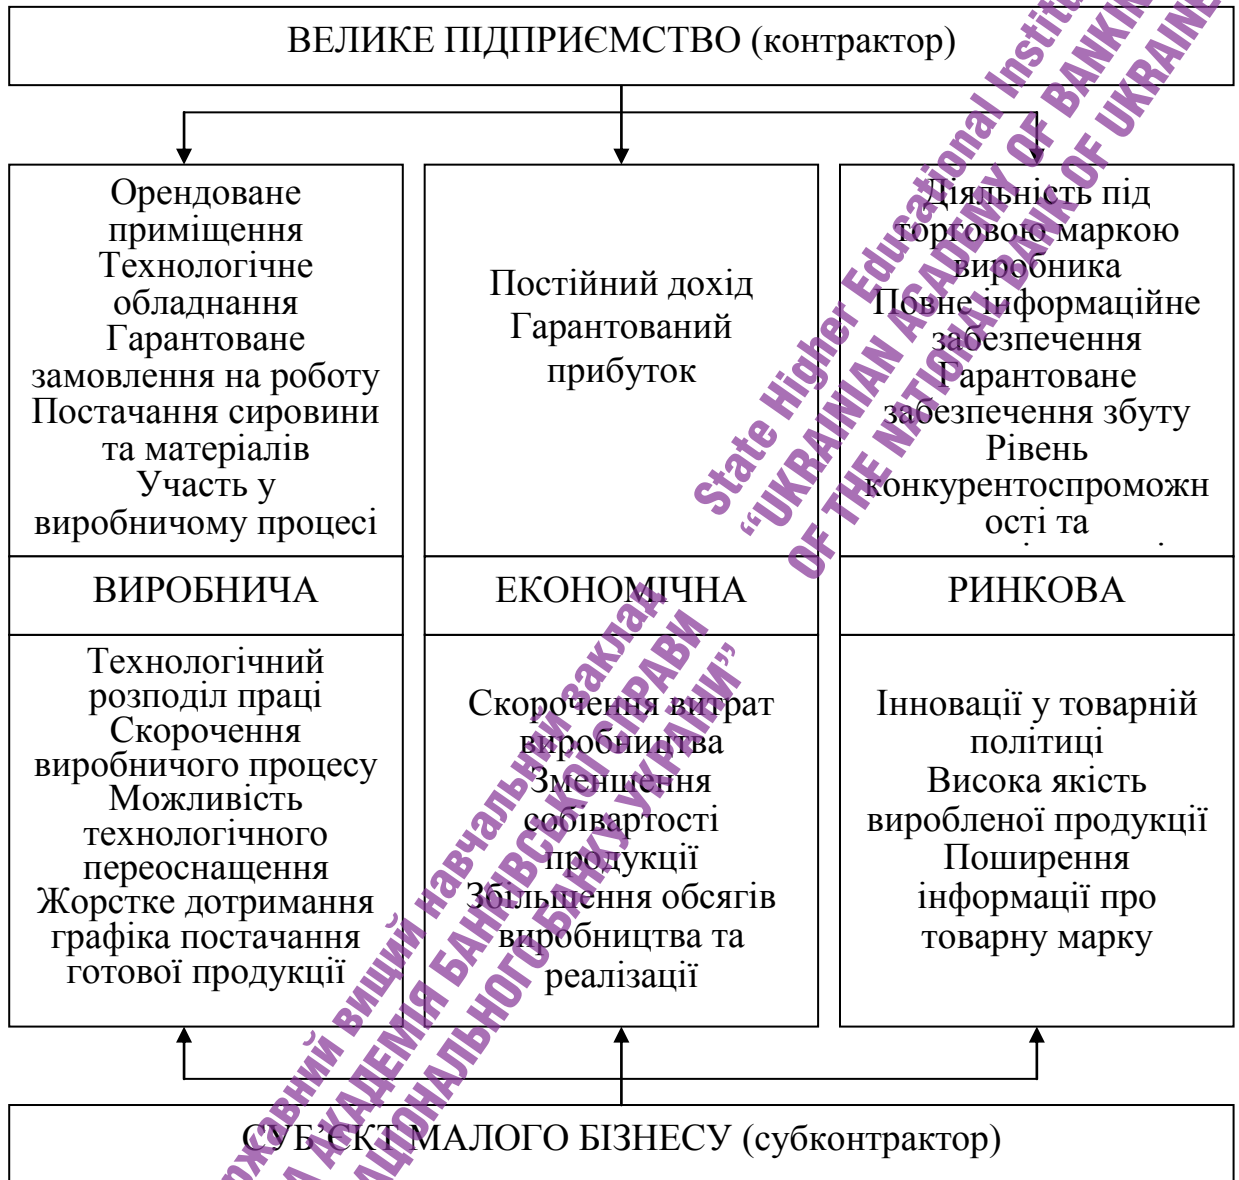 ВЕЛИКЕ ПІДПРИЄМСТВО (контрактор)
Орендоване
приміщення
Технологічне
обладнання
Гарантоване
замовлення на роботу
Постачання сировини
та матеріалів
Участь у
виробничому процесі
Постійний дохід
Гарантований
прибуток
Діяльність під
торговою маркою
виробника
Повне інформаційне
забезпечення
Гарантоване
забезпечення збуту
Рівень
конкурентоспроможн
ості та
ВИРОБНИЧА
ЕКОНОМІЧНА
РИНКОВА
Технологічний
розподіл праці
Скорочення
виробничого процесу
Можливість
технологічного
переоснащення
Жорстке дотримання
графіка постачання
готової продукції
Скорочення витрат
виробництва
Зменшення
собівартості
продукції
Збільшення обсягів
виробництва та
реалізації
Інновації у товарній
політиці
Висока якість
виробленої продукції
Поширення
інформації про
товарну марку
СУБ’ЄКТ МАЛОГО БІЗНЕСУ (субконтрактор)
State Higher Educational
“UKRAINIAN ACADEMY OF
OF THE NATIONAL BANK OF UKRAINE
вищий навчальний заклад
АКАДЕМІЯ БАНКІВСЬКОЇ СПРАВИ
БАНКУ УКРАЇНИ”